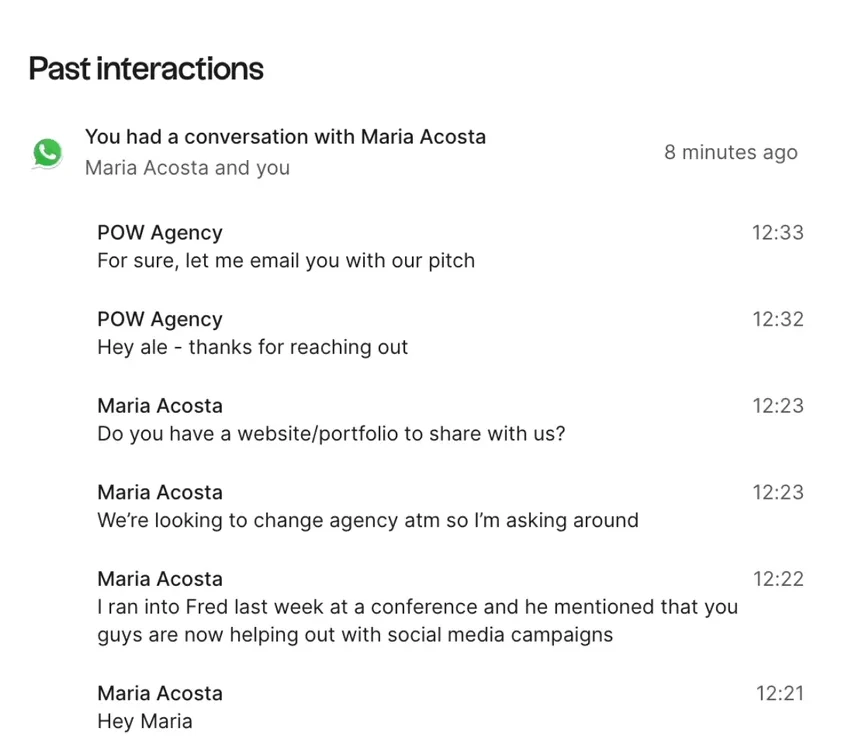 Past interactions
You had a conversation with Maria Acosta
Maria Acosta and you
8 minutes ago
POW Agency
12:33
For sure, let me email you with our pitch
POW Agency
12:32
Hey ale - thanks for reaching out
Maria Acosta
12:23
Do you have a website/portfolio to share with us?
Maria Acosta
12:23
We’re looking to change agency atm so I’m asking around
Maria Acosta
12:22
I ran into Fred last week at a conference and he mentioned that you
guys are now helping out with social media campaigns
Maria Acosta
12:21
Hey Maria